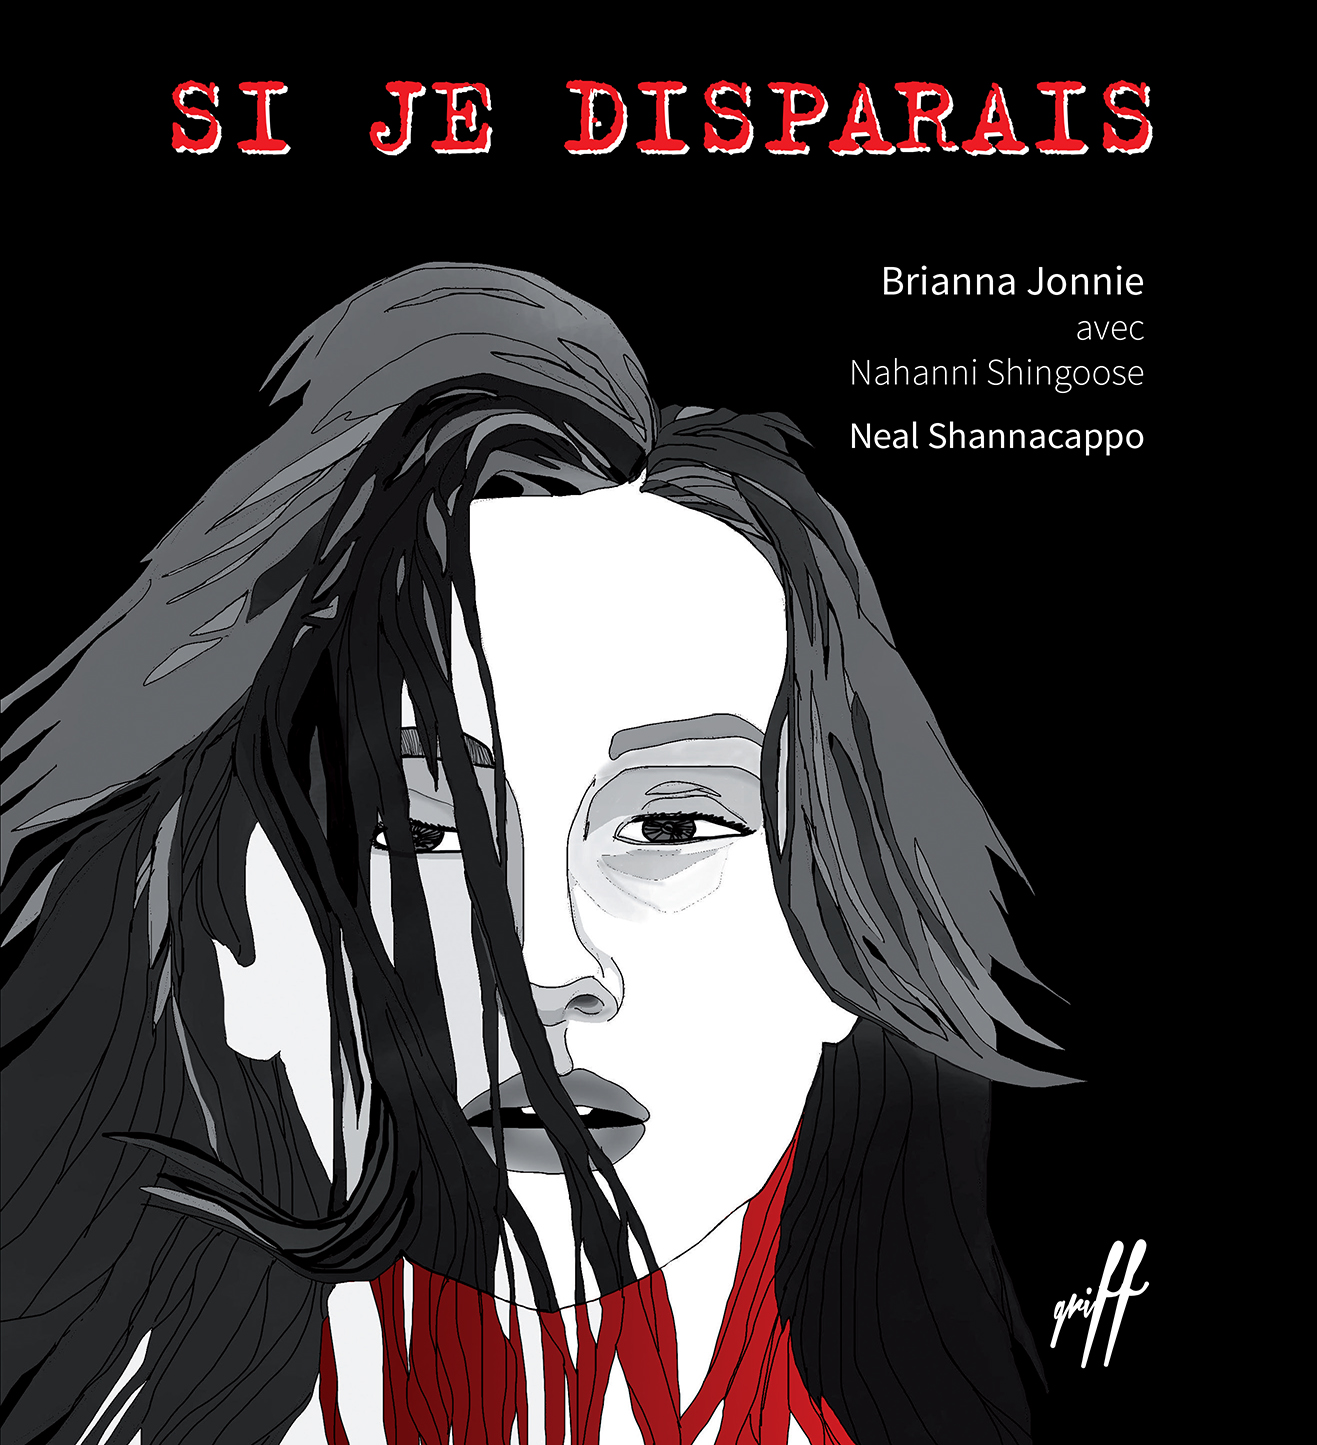 SI JE DISPARAIS
Brianna Jonnie
avec
Nahanni Shingoose
Neal Shannacappo
griff